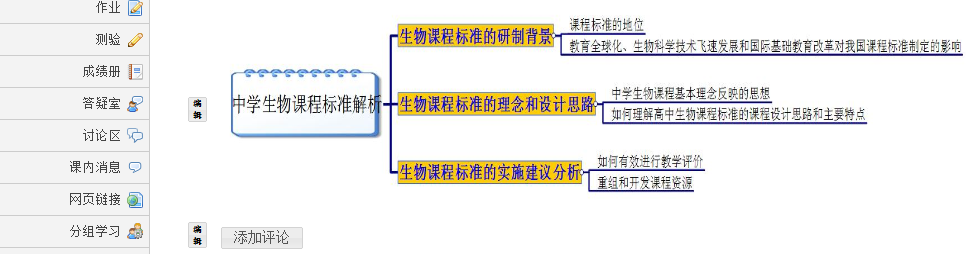 作业
测验
成绩册
答疑室
讨论区
课内消息
网页链接
分组学习
编辑
中学生物课程标准解析
生物课程标准的研制背景
课程标准的地位
教育全球化、生物科学技术飞速发展和国际基础教育改革对我国课程标准制定的影响
生物课程标准的理念和设计思路
中学生物课程基本理念反映的思想
如何理解高中生物课程标准的课程设计思路和主要特点
生物课程标准的实施建议分析
如何有效进行教学评价
重组和开发课程资源
编辑
添加评论